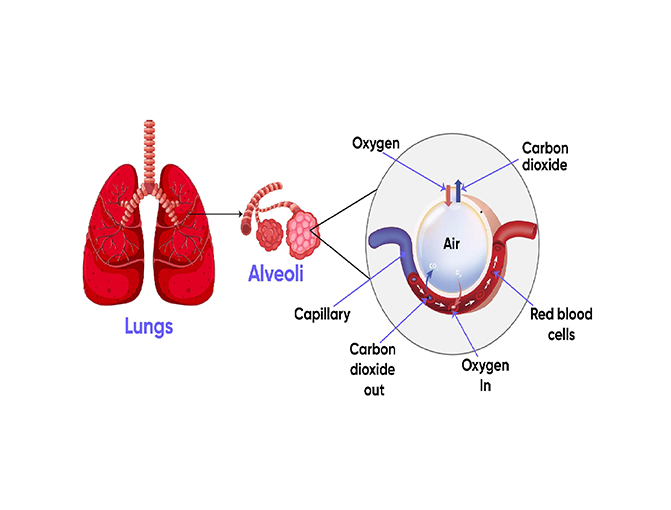 Oxygen
Carbon
dioxide
Air
Alveoli
Lungs
Capillary
Red blood
cells
Carbon
dioxide
out
Oxygen
In